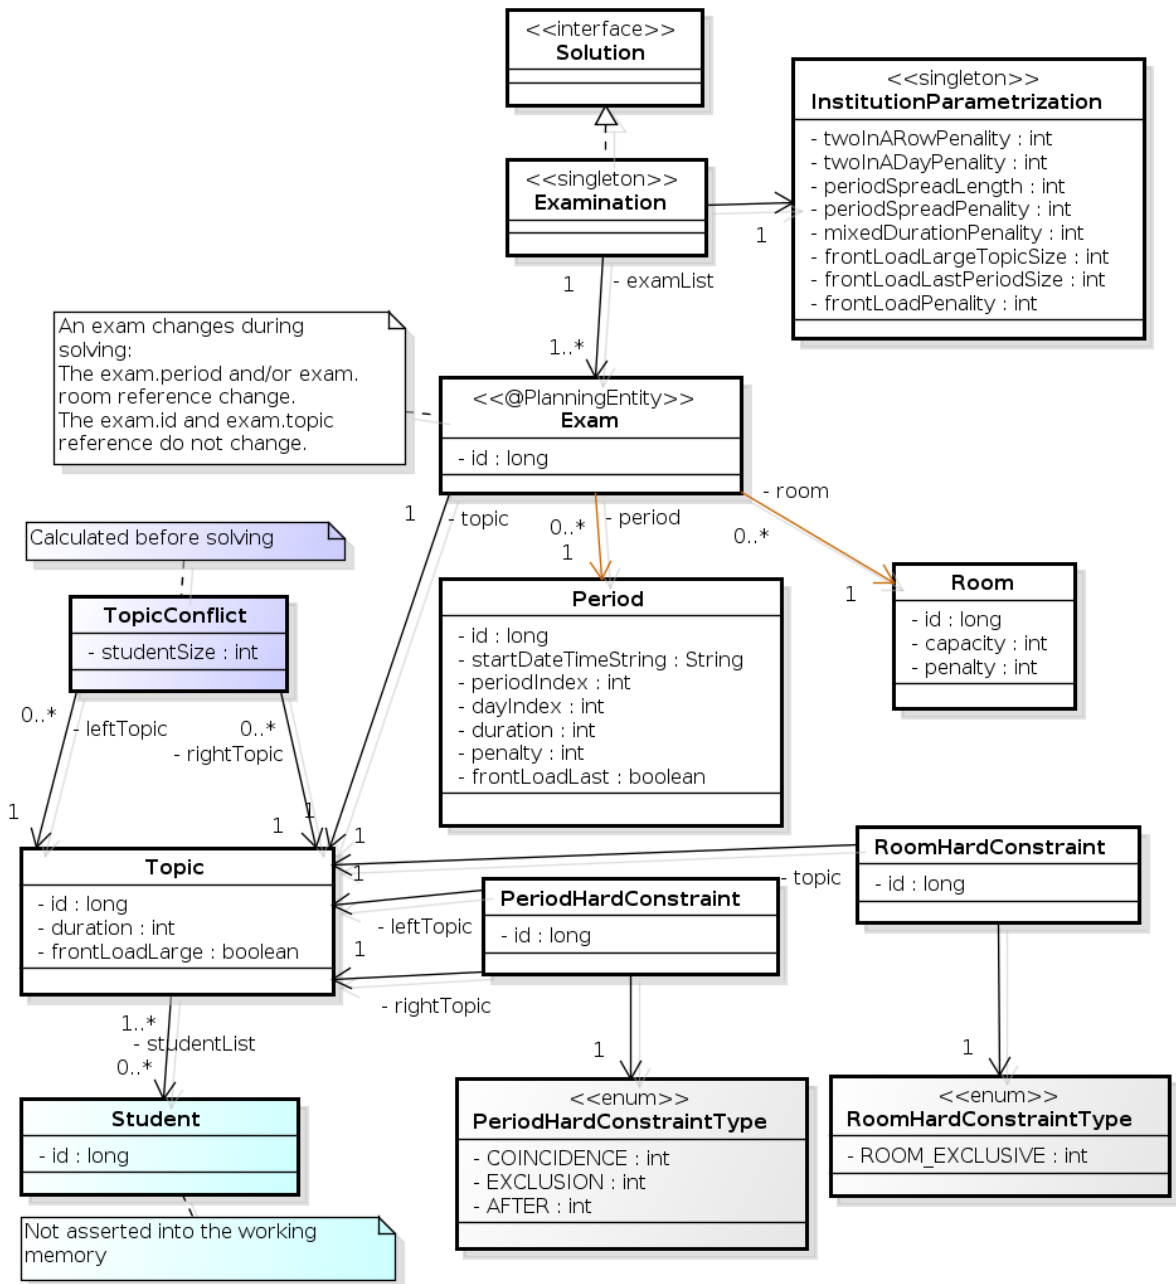 <<interface>>
Solution
<<singleton>>
InstitutionParametrization
- twoInARowPenality : int
- twoInADayPenality : int
- periodSpreadLength : int
- periodSpreadPenality : int
- mixedDurationPenality : int
- frontLoadLargeTopicSize : int
- frontLoadLastPeriodSize : int
- frontLoadPenality : int
<<singleton>>
Examination
1
1
- examList
1..*
An exam changes during
solving:
The exam.period and/or exam.
room reference change.
The exam.id and exam.topic
reference do not change.
<<@PlanningEntity>>
Exam
- id : long
1
- topic
0..*
- period
1
- room
0..*
1
Calculated before solving
TopicConflict
- studentSize : int
0..*
- leftTopic
0..*
- rightTopic
1
1
1
1
Period
- id : long
- startDateTimeString : String
- periodIndex : int
- dayIndex : int
- duration : int
- penalty : int
- frontLoadLast : boolean
Room
- id : long
- capacity : int
- penalty : int
Topic
- id : long
- duration : int
- frontLoadLarge : boolean
1
- leftTopic
1
- rightTopic
- topic
PeriodHardConstraint
- id : long
RoomHardConstraint
- id : long
1..*
- studentList
0..*
1
1
Student
- id : long
Not asserted into the working
memory
<<enum>>
PeriodHardConstraintType
- COINCIDENCE : int
- EXCLUSION : int
- AFTER : int
<<enum>>
RoomHardConstraintType
- ROOM_EXCLUSIVE : int